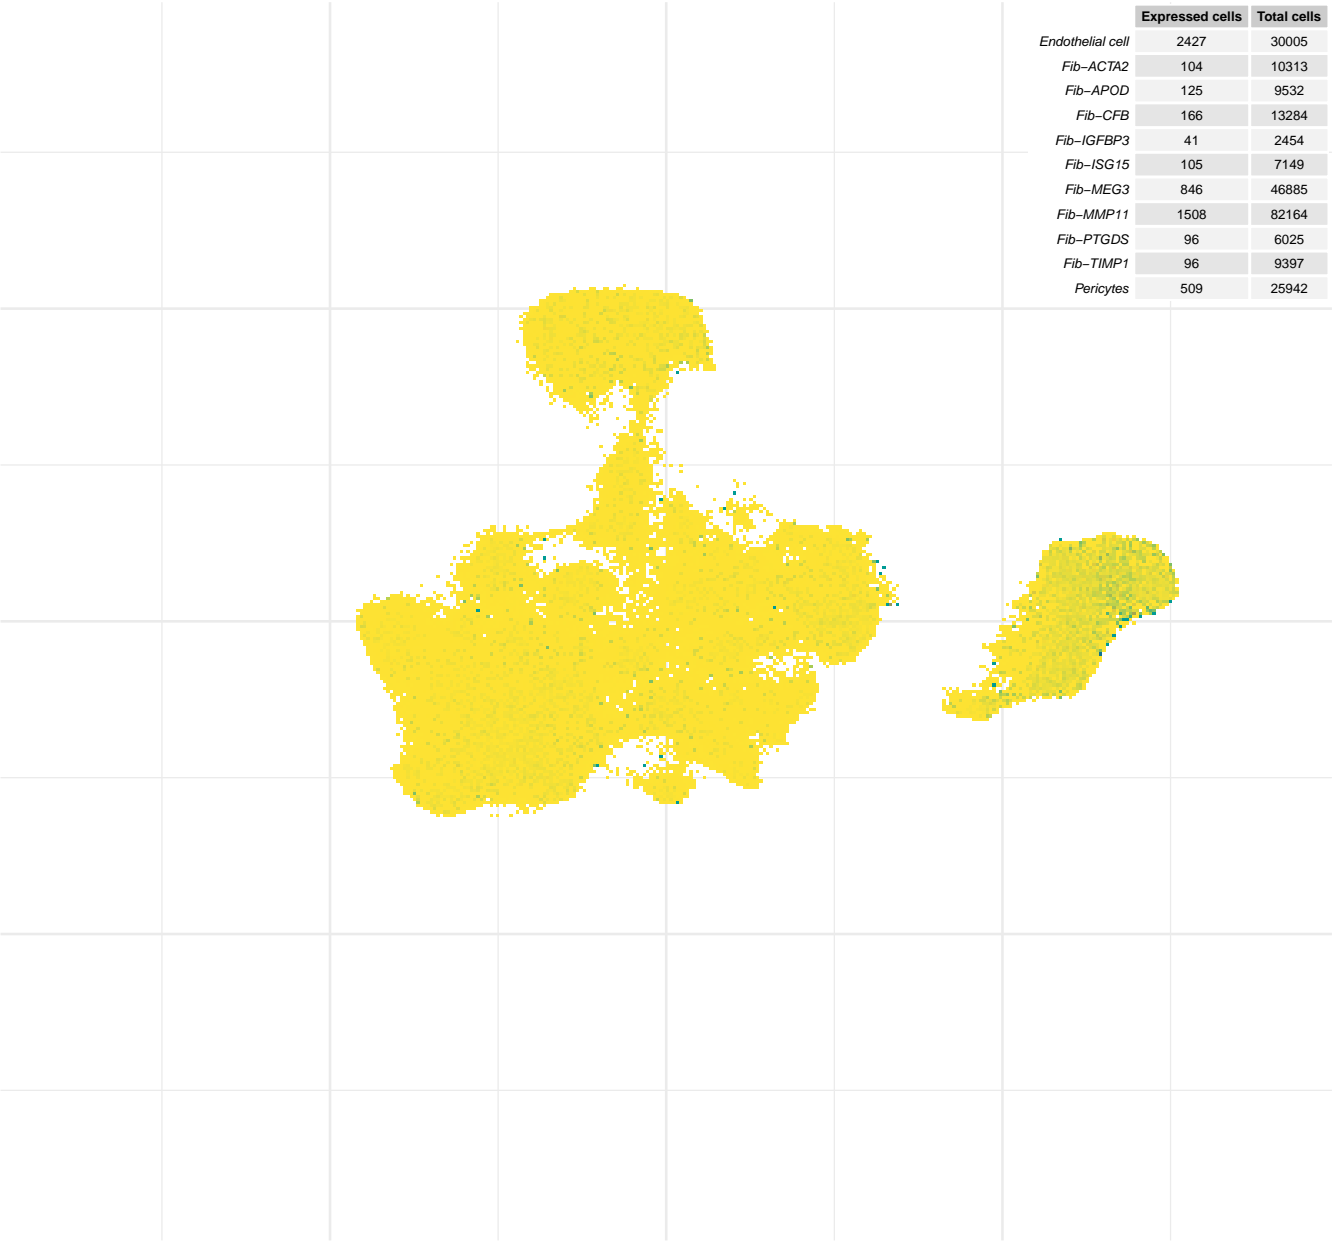 Expressed cells Total cells
Endothelial cell 2427 30005
Fib−ACTA2 104 10313
Fib−APOD 125 9532
Fib−CFB 166 13284
Fib−IGFBP3 41 2454
Fib−ISG15 105 7149
Fib−MEG3 846 46885
Fib−MMP11 1508 82164
Fib−PTGDS 96 6025
Fib−TIMP1 96 9397
Pericytes 509 25942